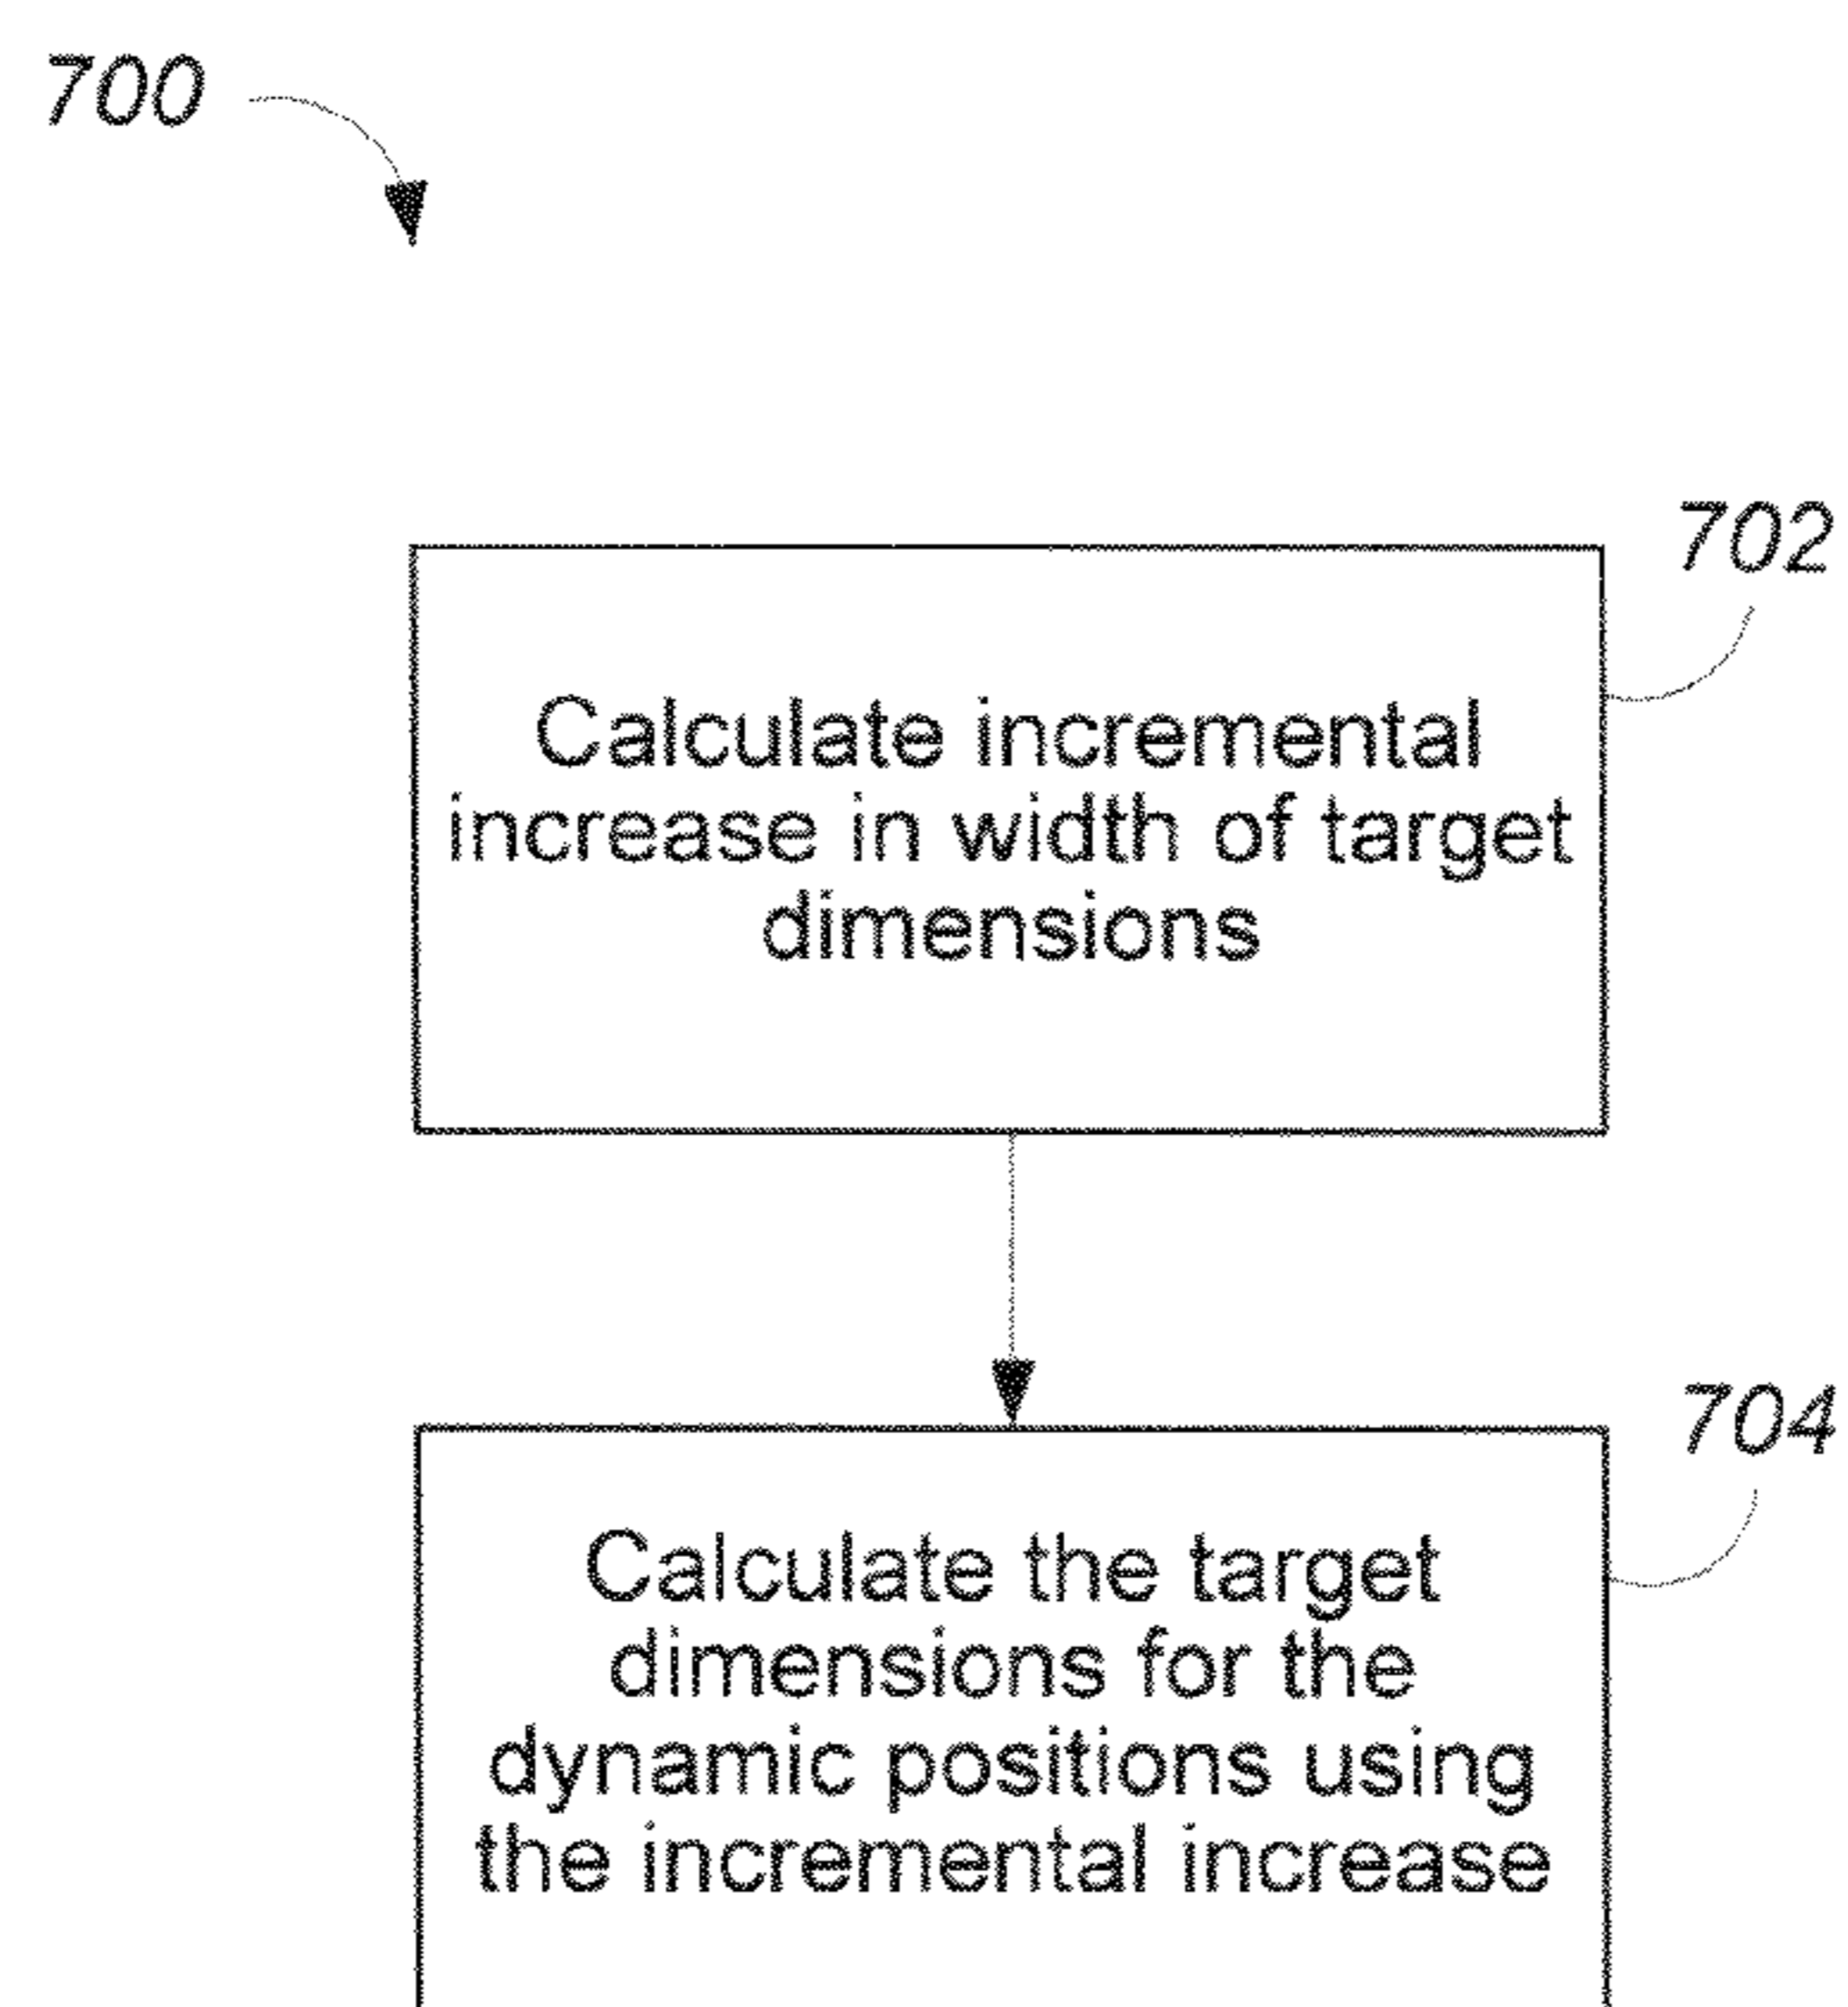 700
702
Calculate incremental
increase in width of target
dimensions
704
Calculate the target
dimensions for the
dynamic positions using
the incremental increase